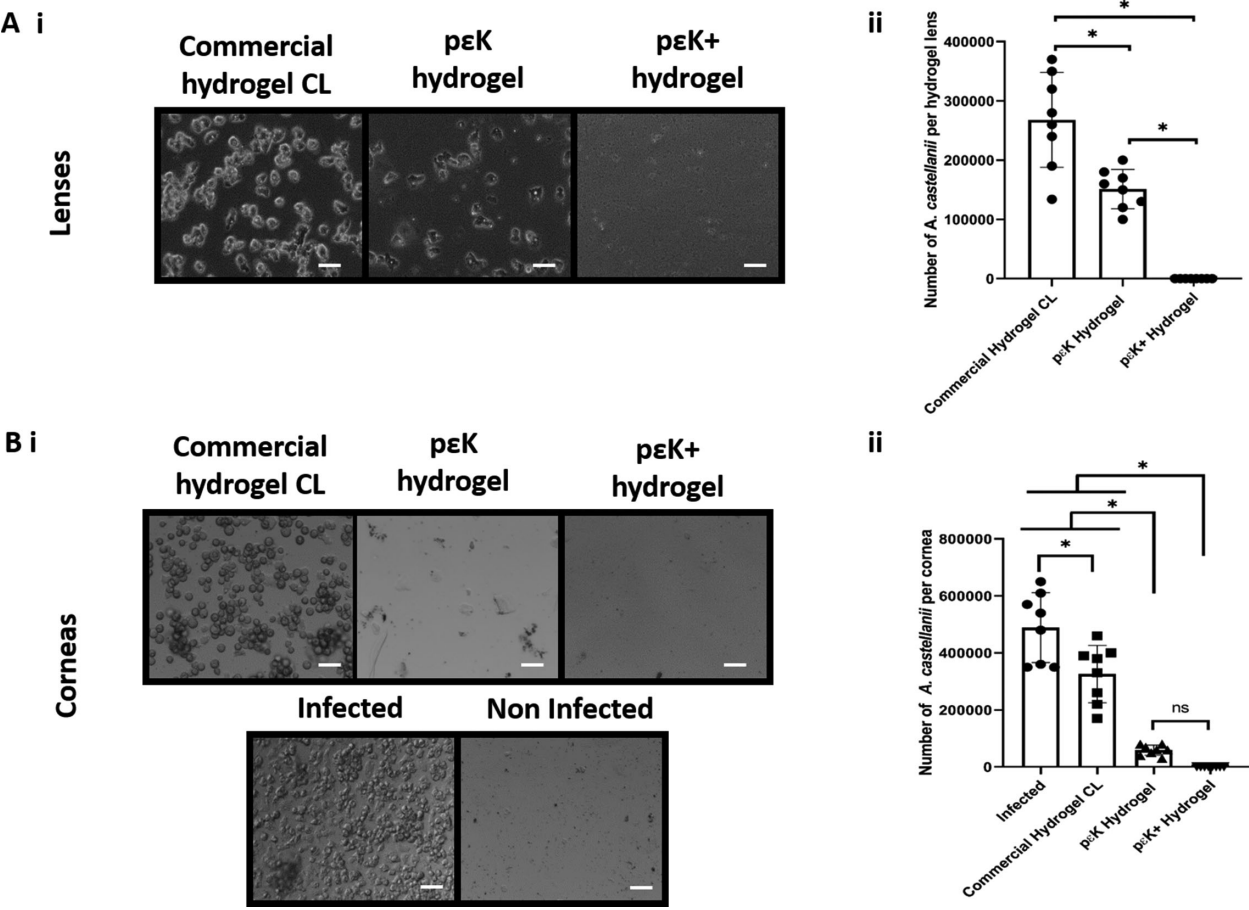 A i
Commercial
hydrogel CL
pεK
hydrogel
pεK+
hydrogel
Lenses
ii
Number of A. castellanii per hydrogel lens
400000
300000
200000
100000
0
*
*
*
Commercial Hydrogel CL
pεK Hydrogel
pεK+ Hydrogel
B i
Commercial
hydrogel CL
pεK
hydrogel
pεK+
hydrogel
Corneas
Infected
Non Infected
ii
Number of A. castellanii per cornea
800000
600000
400000
200000
0
*
*
*
ns
Infected
Commercial Hydrogel CL
pεK Hydrogel
pεK+ Hydrogel